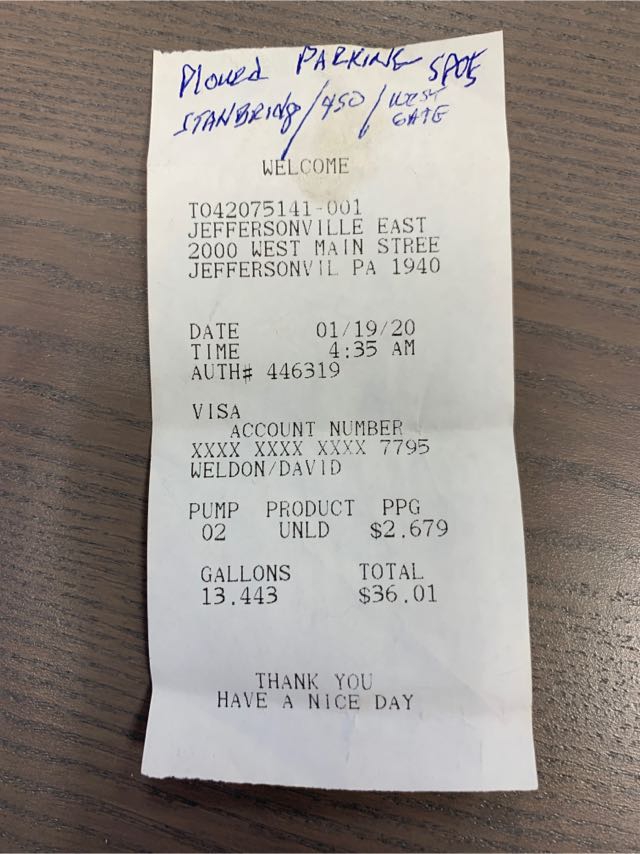 Plowed PARKING SPOTS
STANBRIDGE/450/WEST
GATE
WELCOME
T042075141-001
JEFFERSONVILLE EAST
2000 WEST MAIN STREE
JEFFERSONVIL PA 1940
DATE 01/19/20
TIME 4:35 AM
AUTH# 446319
VISA
ACCOUNT NUMBER
XXXX XXXX XXXX 7795
WELDON/DAVID
PUMP PRODUCT PPG
02 UNLD $2.679
GALLONS TOTAL
13.443 $36.01
THANK YOU
HAVE A NICE DAY